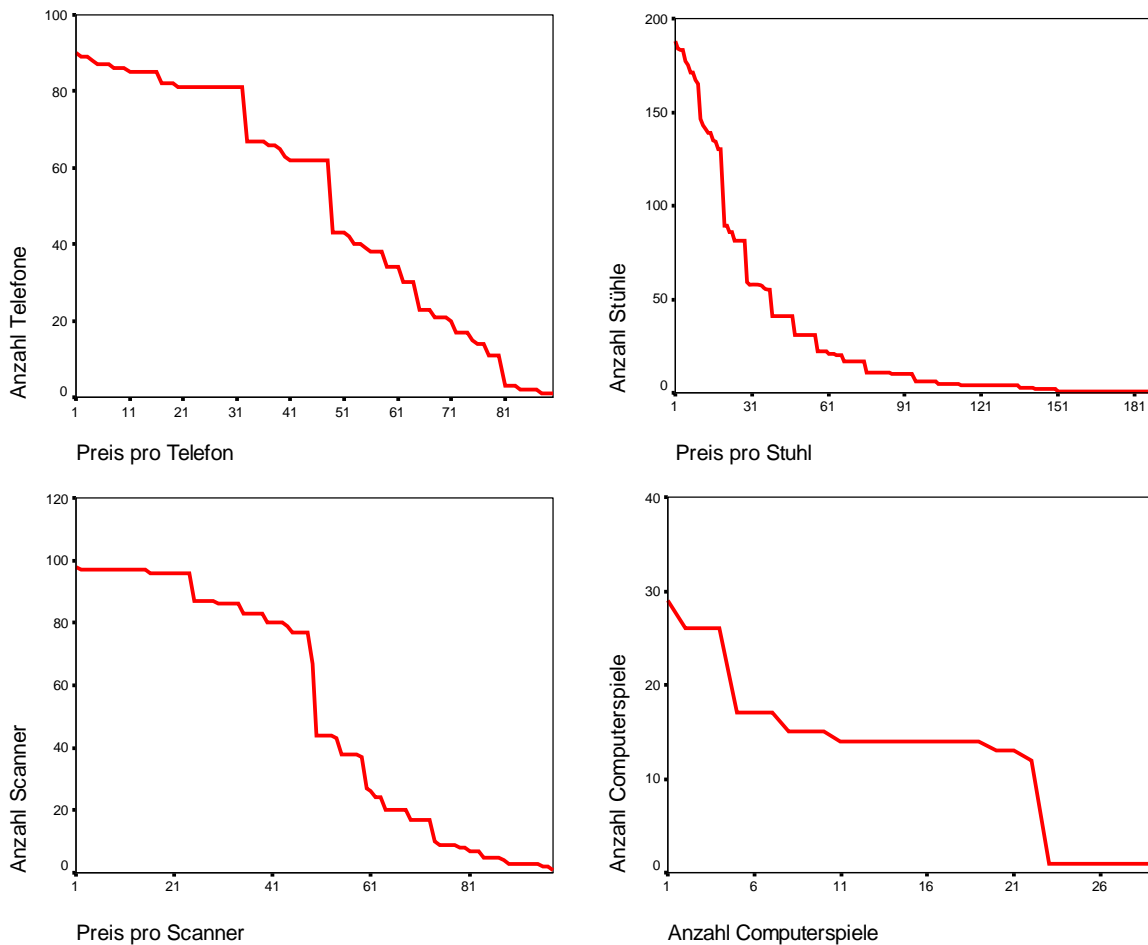 100
80
60
40
20
0
Anzahl Telefone
1 11 21 31 41 51 61 71 81
Preis pro Telefon
200
150
100
50
0
Anzahl Stühle
1 31 61 91 121 151 181
Preis pro Stuhl
120
100
80
60
40
20
0
Anzahl Scanner
1 21 41 61 81
Preis pro Scanner
40
30
20
10
0
Anzahl Computerspiele
1 6 11 16 21 26
Anzahl Computerspiele